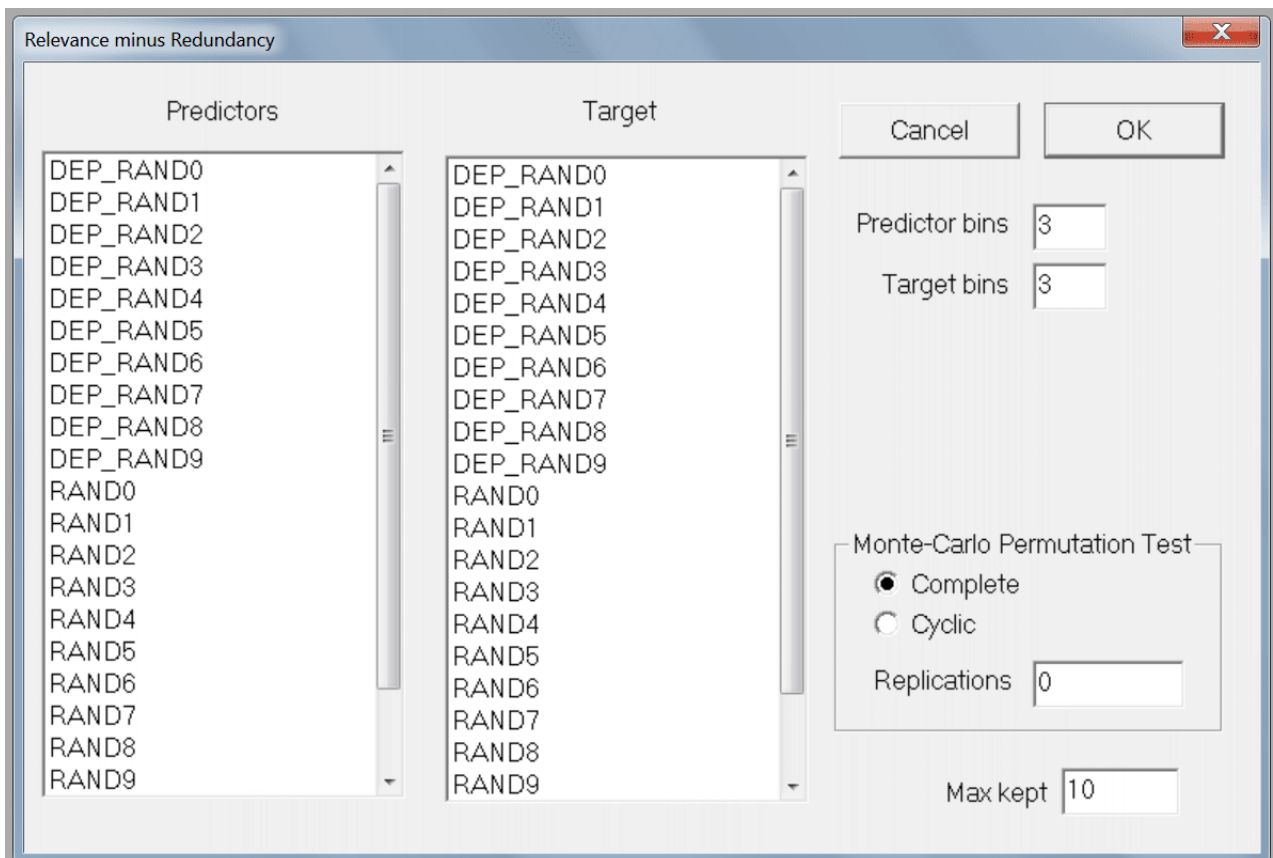 Relevance minus Redundancy
Predictors
DEP_RAND0
DEP_RAND1
DEP_RAND2
DEP_RAND3
DEP_RAND4
DEP_RAND5
DEP_RAND6
DEP_RAND7
DEP_RAND8
DEP_RAND9
RAND0
RAND1
RAND2
RAND3
RAND4
RAND5
RAND6
RAND7
RAND8
RAND9
Target
DEP_RAND0
DEP_RAND1
DEP_RAND2
DEP_RAND3
DEP_RAND4
DEP_RAND5
DEP_RAND6
DEP_RAND7
DEP_RAND8
DEP_RAND9
RAND0
RAND1
RAND2
RAND3
RAND4
RAND5
RAND6
RAND7
RAND8
RAND9
Cancel
OK
Predictor bins 3
Target bins 3
Monte-Carlo Permutation Test
Complete
Cyclic
Replications 0
Max kept 10